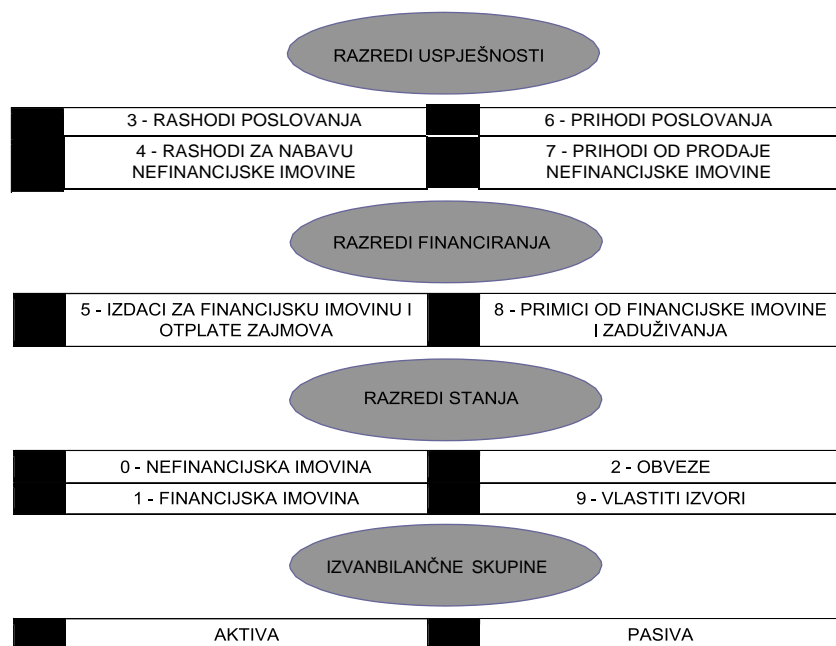 RAZREDI USPJEŠNOSTI
3 - RASHODI POSLOVANJA
6 - PRIHODI POSLOVANJA
4 - RASHODI ZA NABAVU
NEFINANCIJSKE IMOVINE
7 - PRIHODI OD PRODAJE
NEFINANCIJSKE IMOVINE
RAZREDI FINANCIRANJA
5 - IZDACI ZA FINANCIJSKU IMOVINU I
OTPLATE ZAJMOVA
8 - PRIMICI OD FINANCIJSKE IMOVINE
I ZADUŽIVANJA
RAZREDI STANJA
0 - NEFINANCIJSKA IMOVINA
2 - OBVEZE
1 - FINANCIJSKA IMOVINA
9 - VLASTITI IZVORI
IZVANBILANČNE SKUPINE
AKTIVA
PASIVA